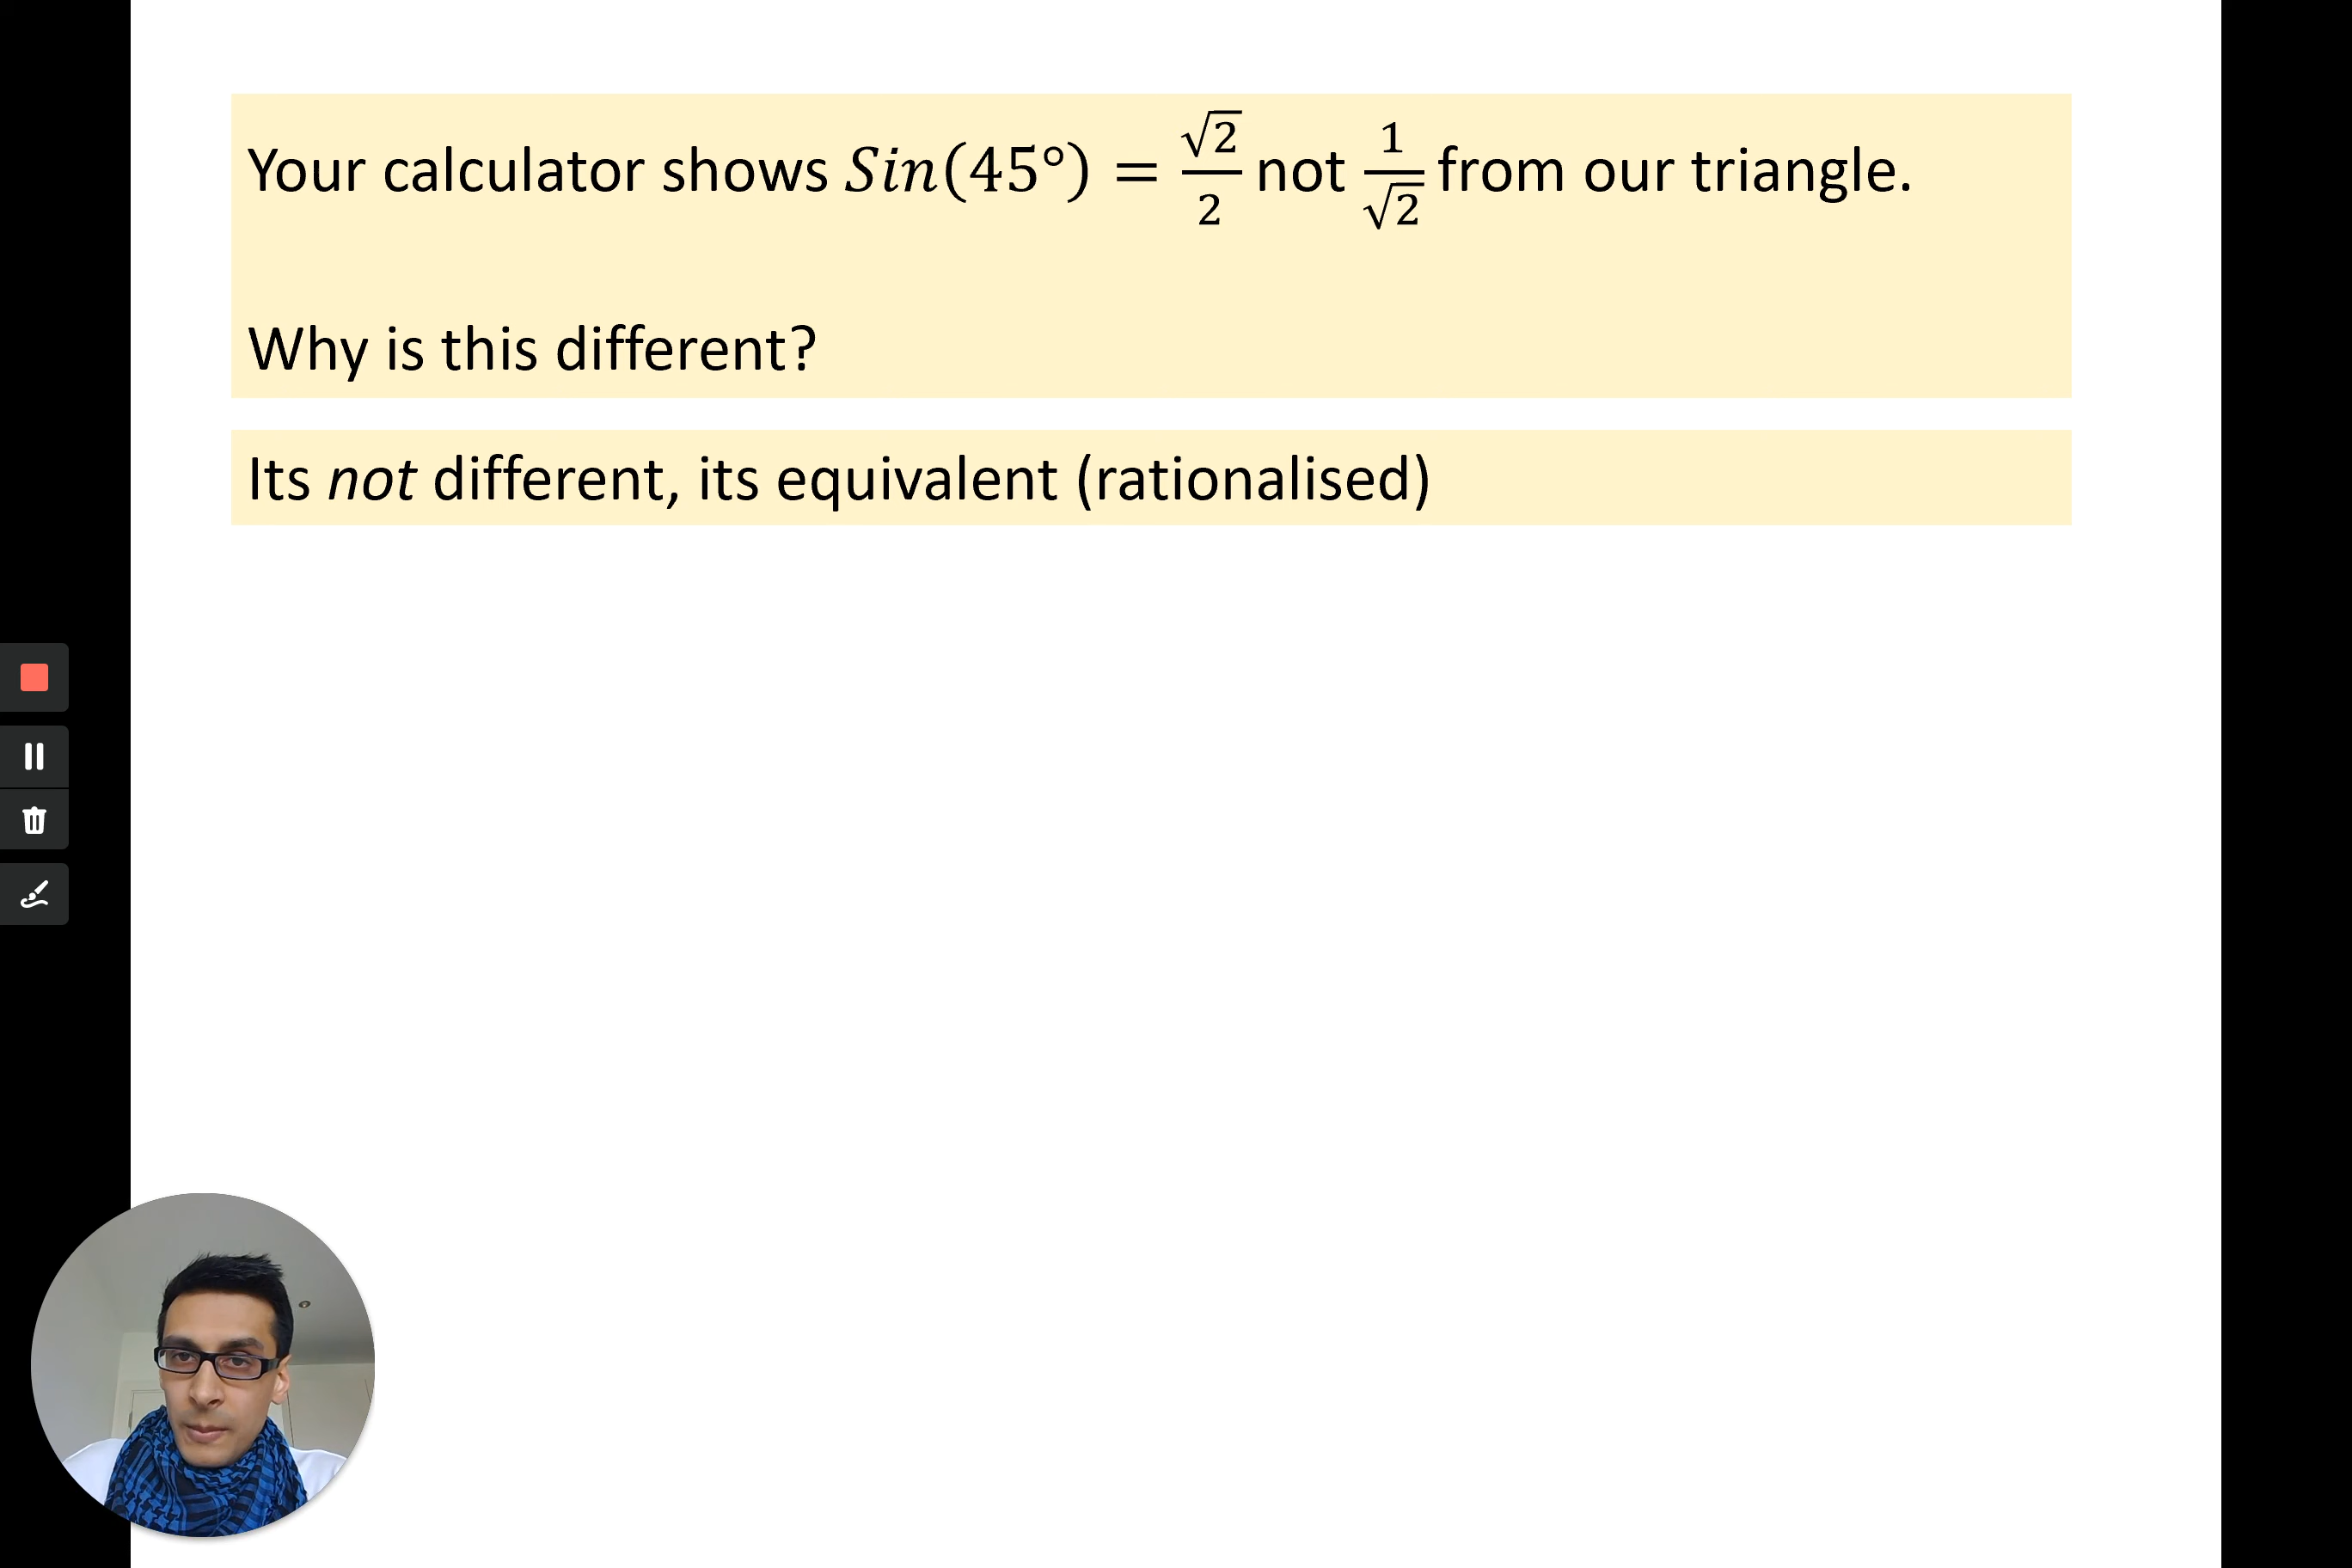 Your calculator shows Sin(45°) = √2/2 not 1/√2 from our triangle.
Why is this different?
Its not different, its equivalent (rationalised)